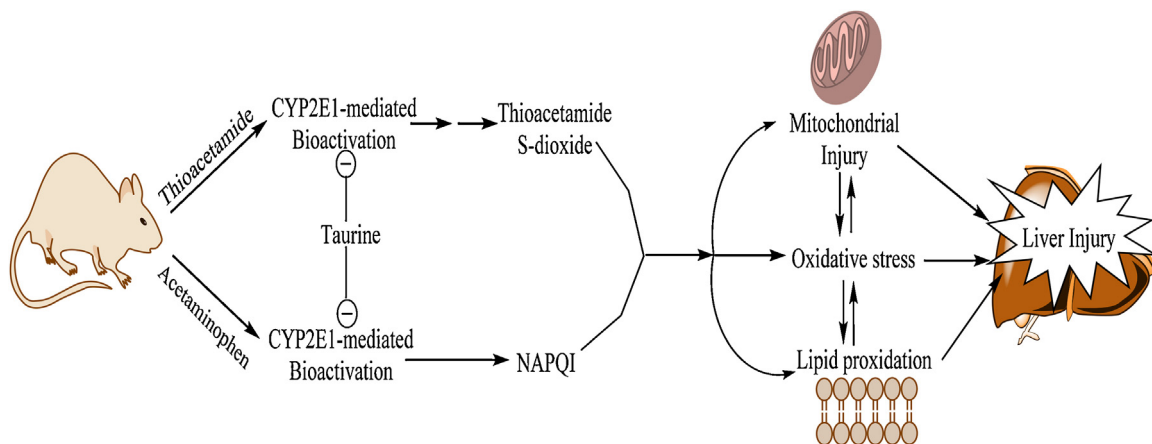 Thioacetamide
CYP2E1-mediated
Bioactivation
Thioacetamide
S-dioxide
Taurine
Acetaminophen
CYP2E1-mediated
Bioactivation
NAPQI
Mitochondrial
Injury
Oxidative stress
Lipid proxidation
Liver Injury